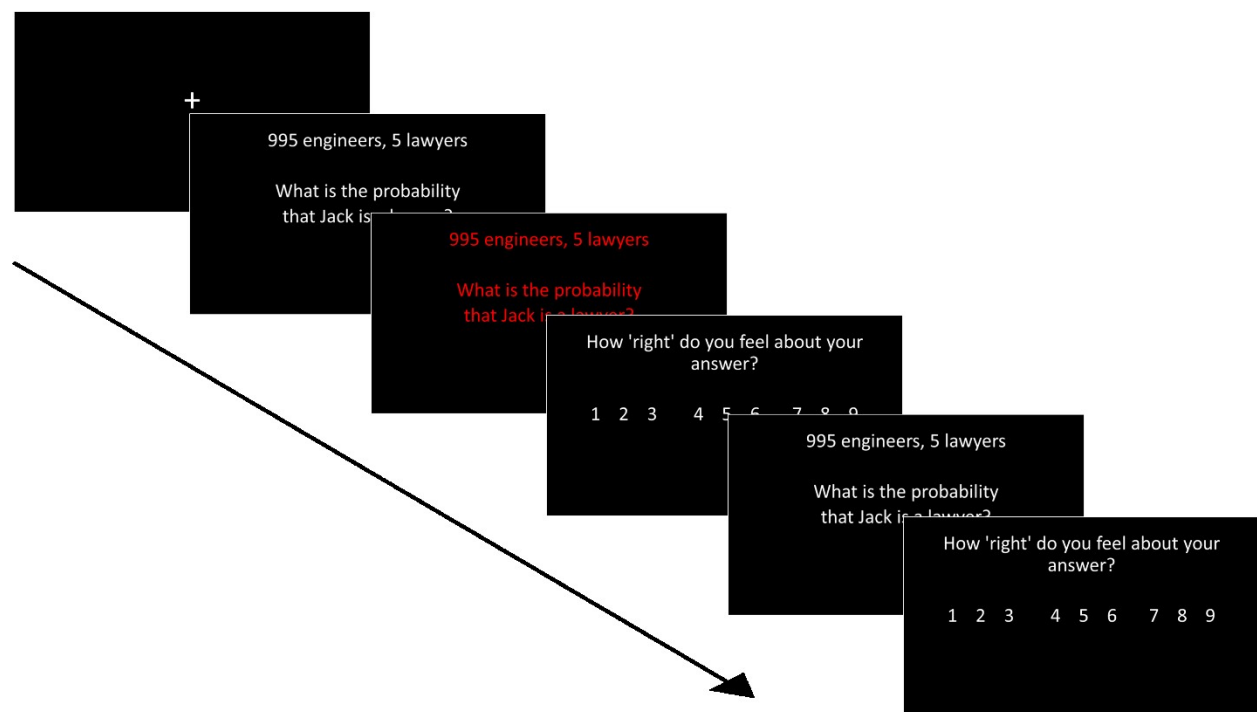 +
995 engineers, 5 lawyers
What is the probability
that Jack is
995 engineers, 5 lawyers
What is the probability
that Jack is a lawyer?
How 'right' do you feel about your
answer?
1 2 3 4 5 6 7 8 9
995 engineers, 5 lawyers
What is the probability
that Jack is a lawyer?
How 'right' do you feel about your
answer?
1 2 3 4 5 6 7 8 9